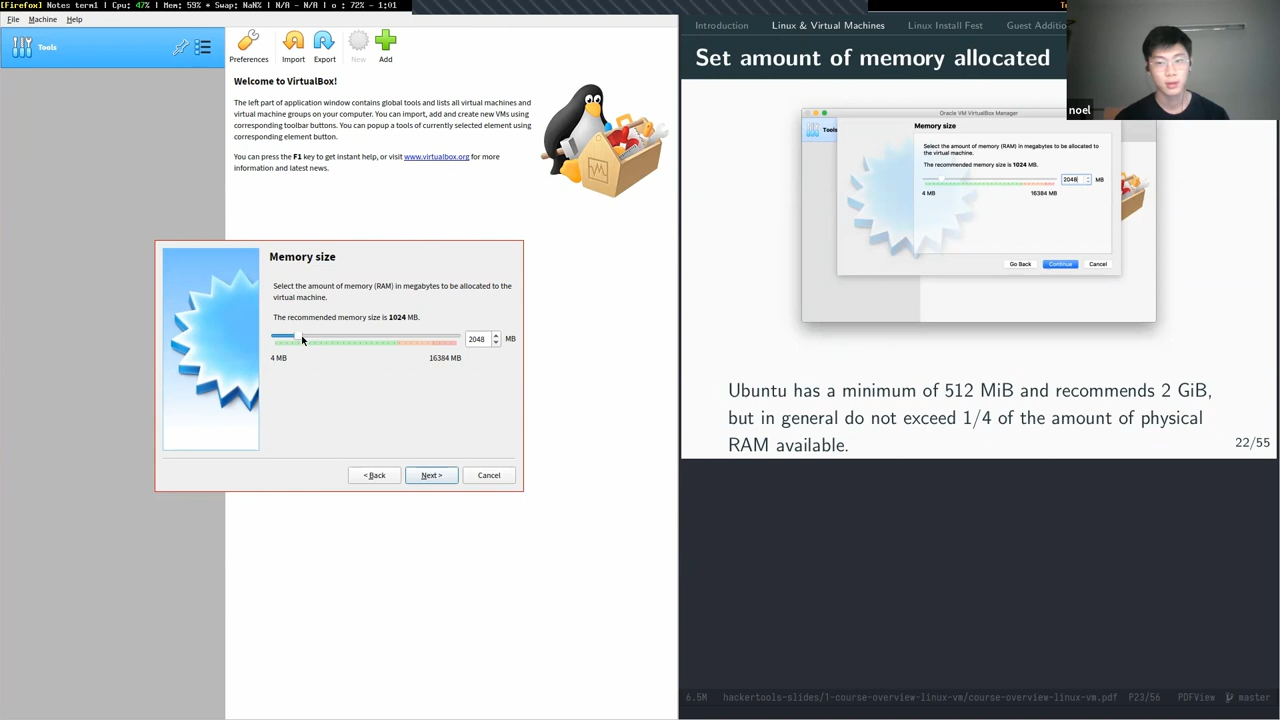 [Firefox] Notes term1 | Cpu: 47% | Mem: 59% * Swap: NaN% | N/A - N/A | o : 72% - 1:01
File Machine Help
Tools
Preferences Import Export New Add
Welcome to VirtualBox!
The left part of application window contains global tools and lists all virtual machines and
virtual machine groups on your computer. You can import, add and create new VMs using
corresponding toolbar buttons. You can popup a tools of currently selected element using
corresponding element button.
You can press the F1 key to get instant help, or visit www.virtualbox.org for more
information and latest news.
Memory size
Select the amount of memory (RAM) in megabytes to be allocated to the
virtual machine.
The recommended memory size is 1024 MB.
2048 MB
4 MB 16384 MB
< Back Next > Cancel
Introduction Linux & Virtual Machines Linux Install Fest Guest Additio
Set amount of memory allocated
noel
Oracle VM VirtualBox Manager
Tools
Memory size
Select the amount of memory (RAM) in megabytes to be allocated to
the virtual machine.
The recommended memory size is 1024 MB.
2048 MB
4 MB 16384 MB
Go Back Continue Cancel
Ubuntu has a minimum of 512 MiB and recommends 2 GiB,
but in general do not exceed 1/4 of the amount of physical
RAM available.
22/55
6.5M hackertools-slides/1-course-overview-linux-vm/course-overview-linux-vm.pdf P23/56 PDFView master